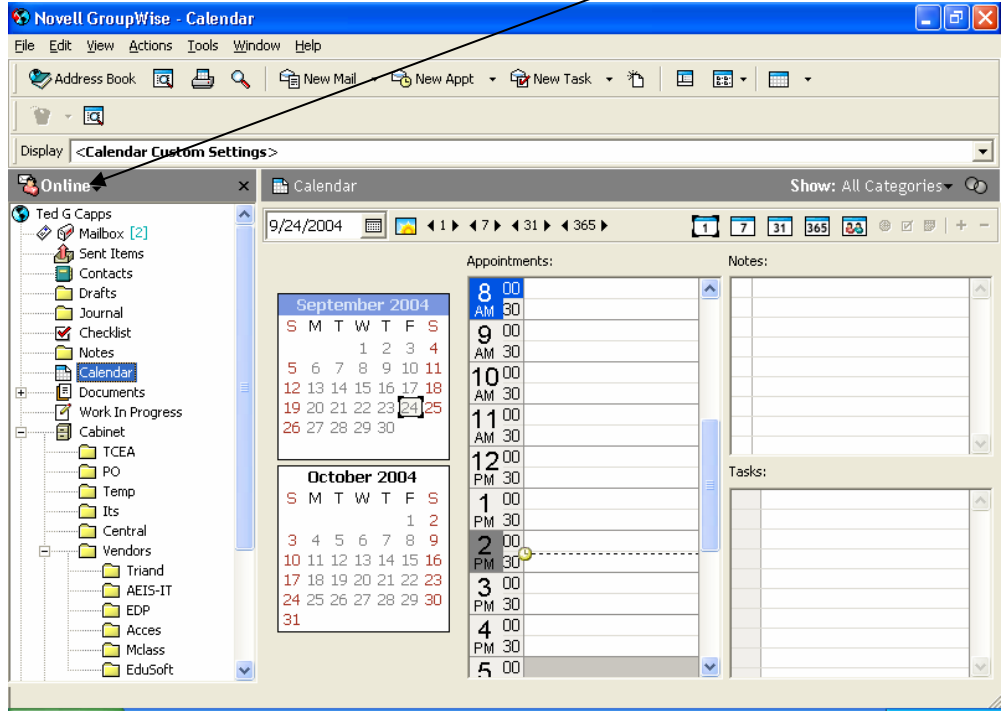 Novell GroupWise - Calendar
File Edit View Actions Tools Window Help
Address Book New Mail New Appt New Task
Display <Calendar Custom Settings>
Online
Calendar
Show: All Categories
Ted G Capps
Mailbox [2]
Sent Items
Contacts
Drafts
Journal
Checklist
Notes
Calendar
Documents
Work In Progress
Cabinet
TCEA
PO
Temp
Its
Central
Vendors
Triand
AEIS-IT
EDP
Acces
Mclass
EduSoft
9/24/2004 1 7 31 365 1 7 31 365
September 2004
S M T W T F S
1 2 3 4
5 6 7 8 9 10 11
12 13 14 15 16 17 18
19 20 21 22 23 24 25
26 27 28 29 30
October 2004
S M T W T F S
1 2
3 4 5 6 7 8 9
10 11 12 13 14 15 16
17 18 19 20 21 22 23
24 25 26 27 28 29 30
31
Appointments:
8 00
AM 30
9 00
AM 30
10 00
AM 30
11 00
AM 30
12 00
PM 30
1 00
PM 30
2 00
PM 30
3 00
PM 30
4 00
PM 30
5 00
Notes:
Tasks: